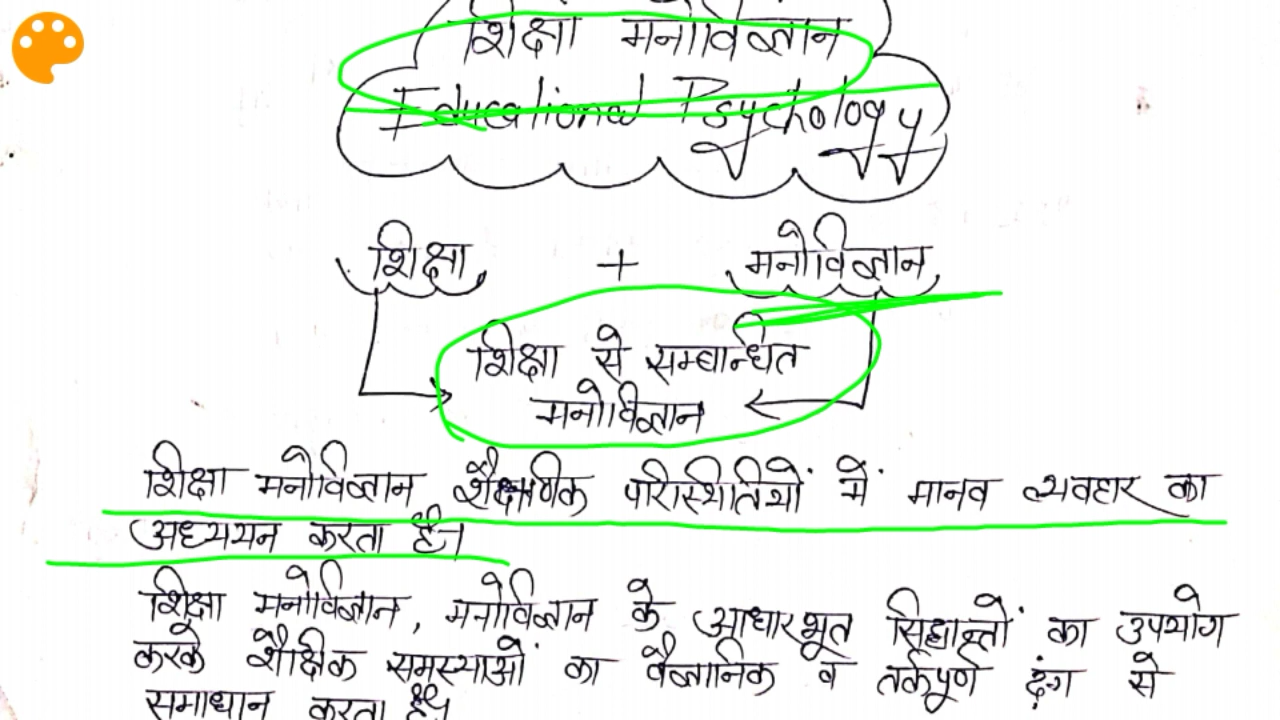 शिक्षा मनोविज्ञान
Educational Psychology
शिक्षा + मनोविज्ञान
शिक्षा से सम्बन्धित
मनोविज्ञान
शिक्षा मनोविज्ञान शैक्षणिक परिस्थितियों में मानव व्यवहार का
अध्ययन करता है।
शिक्षा मनोविज्ञान, मनोविज्ञान के आधारभूत सिद्धान्तों का उपयोग
करके शैक्षिक समस्याओं का वैज्ञानिक व तर्कपूर्ण ढंग से
समाधान करता है।